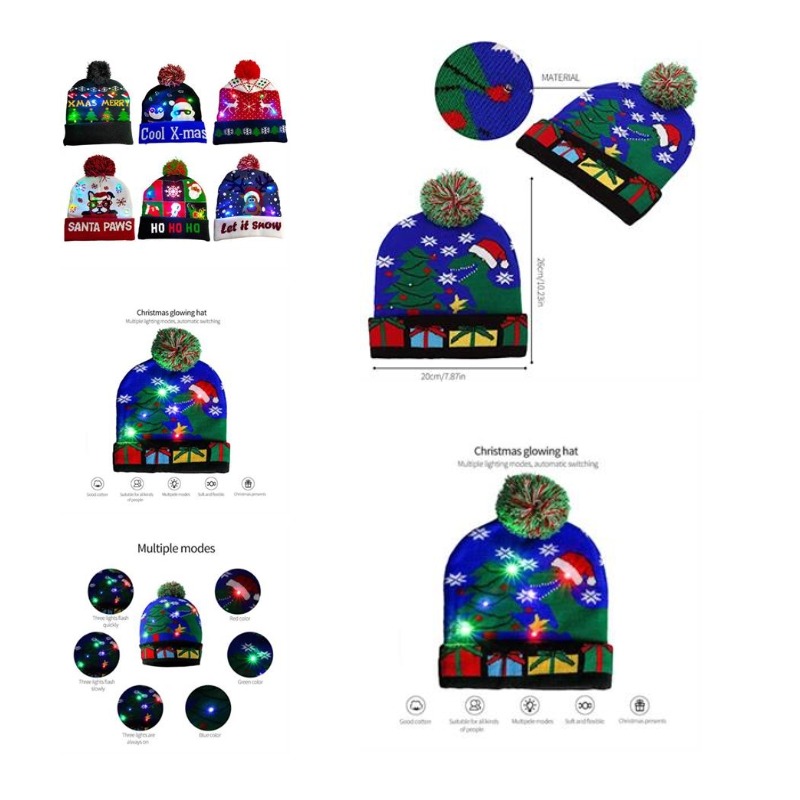 XMAS MERRY
Cool X-mas
SANTA PAWS
HO HO HO
Let it snow
MATERIAL
26cm/10.23in
20cm/7.87in
Christmas glowing hat
Multiple lighting modes, automatic switching
Good cotton
Suitable for all kinds
of people
Multipele modes
Soft and flexible
Christmas presents
Multiple modes
Three lights flash
quickly
Red color
Three lights flash
slowly
Green color
Three lights are
always on
Blue color
Christmas glowing hat
Multiple lighting modes, automatic switching
Good cotton
Suitable for all kinds
of people
Multipele modes
Soft and flexible
Christmas presents